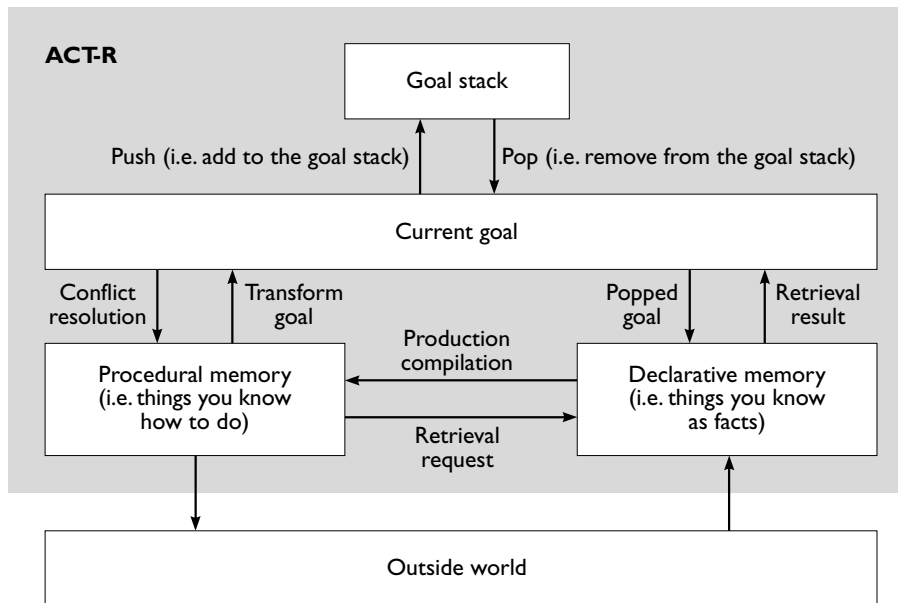 ACT-R
Goal stack
Push (i.e. add to the goal stack)
Pop (i.e. remove from the goal stack)
Current goal
Conflict
resolution
Transform
goal
Popped
goal
Retrieval
result
Production
compilation
Procedural memory
(i.e. things you know
how to do)
Declarative memory
(i.e. things you know
as facts)
Retrieval
request
Outside world